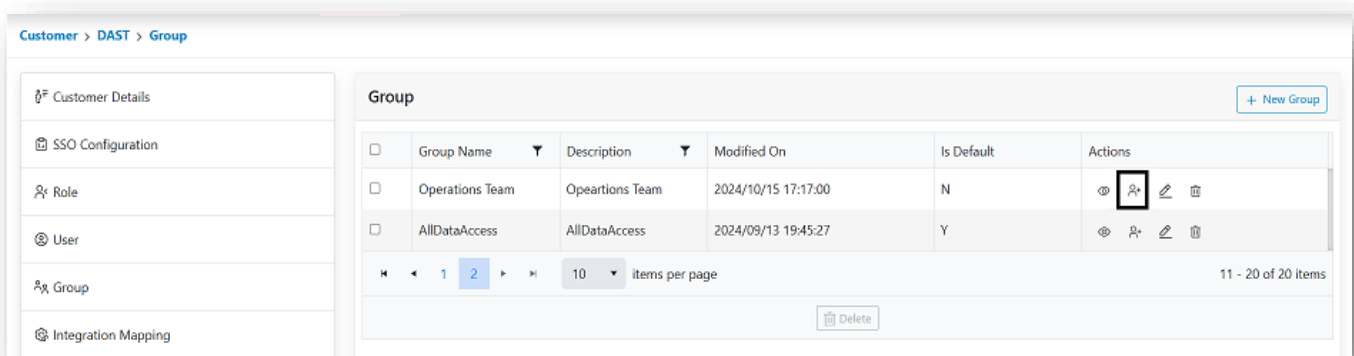 Customer > DAST > Group
Customer Details
SSO Configuration
Role
User
Group
Integration Mapping
Group
+ New Group
Group Name Description Modified On Is Default Actions
Operations Team Opeartions Team 2024/10/15 17:17:00 N
AllDataAccess AllDataAccess 2024/09/13 19:45:27 Y
1 2 10 items per page 11 - 20 of 20 items
Delete